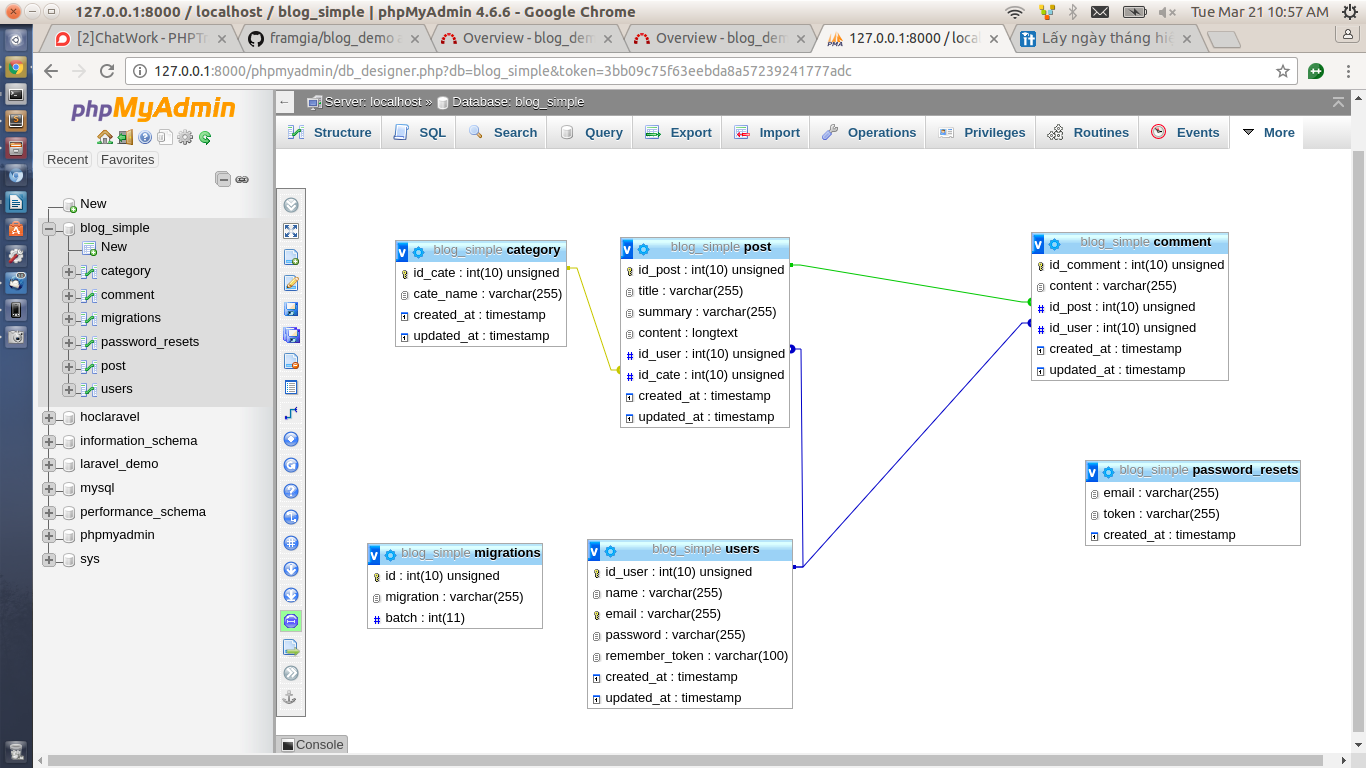 127.0.0.1:8000 / localhost / blog_simple | phpMyAdmin 4.6.6 - Google Chrome
Tue Mar 21 10:57 AM
[2]ChatWork - PHPTr
framgia/blog_demo
Overview - blog_dem
Overview - blog_dem
127.0.0.1:8000 / local
Lấy ngày tháng hiệ
127.0.0.1:8000/phpmyadmin/db_designer.php?db=blog_simple&token=3bb09c75f63eebda8a57239241777adc
phpMyAdmin
Recent
Favorites
New
blog_simple
New
category
comment
migrations
password_resets
post
users
hoclaravel
information_schema
laravel_demo
mysql
performance_schema
phpmyadmin
sys
Server: localhost » Database: blog_simple
Structure
SQL
Search
Query
Export
Import
Operations
Privileges
Routines
Events
More
blog_simple category
id_cate : int(10) unsigned
cate_name : varchar(255)
created_at : timestamp
updated_at : timestamp
blog_simple post
id_post : int(10) unsigned
title : varchar(255)
summary : varchar(255)
content : longtext
id_user : int(10) unsigned
id_cate : int(10) unsigned
created_at : timestamp
updated_at : timestamp
blog_simple comment
id_comment : int(10) unsigned
content : varchar(255)
id_post : int(10) unsigned
id_user : int(10) unsigned
created_at : timestamp
updated_at : timestamp
blog_simple password_resets
email : varchar(255)
token : varchar(255)
created_at : timestamp
blog_simple migrations
id : int(10) unsigned
migration : varchar(255)
batch : int(11)
blog_simple users
id_user : int(10) unsigned
name : varchar(255)
email : varchar(255)
password : varchar(255)
remember_token : varchar(100)
created_at : timestamp
updated_at : timestamp
Console